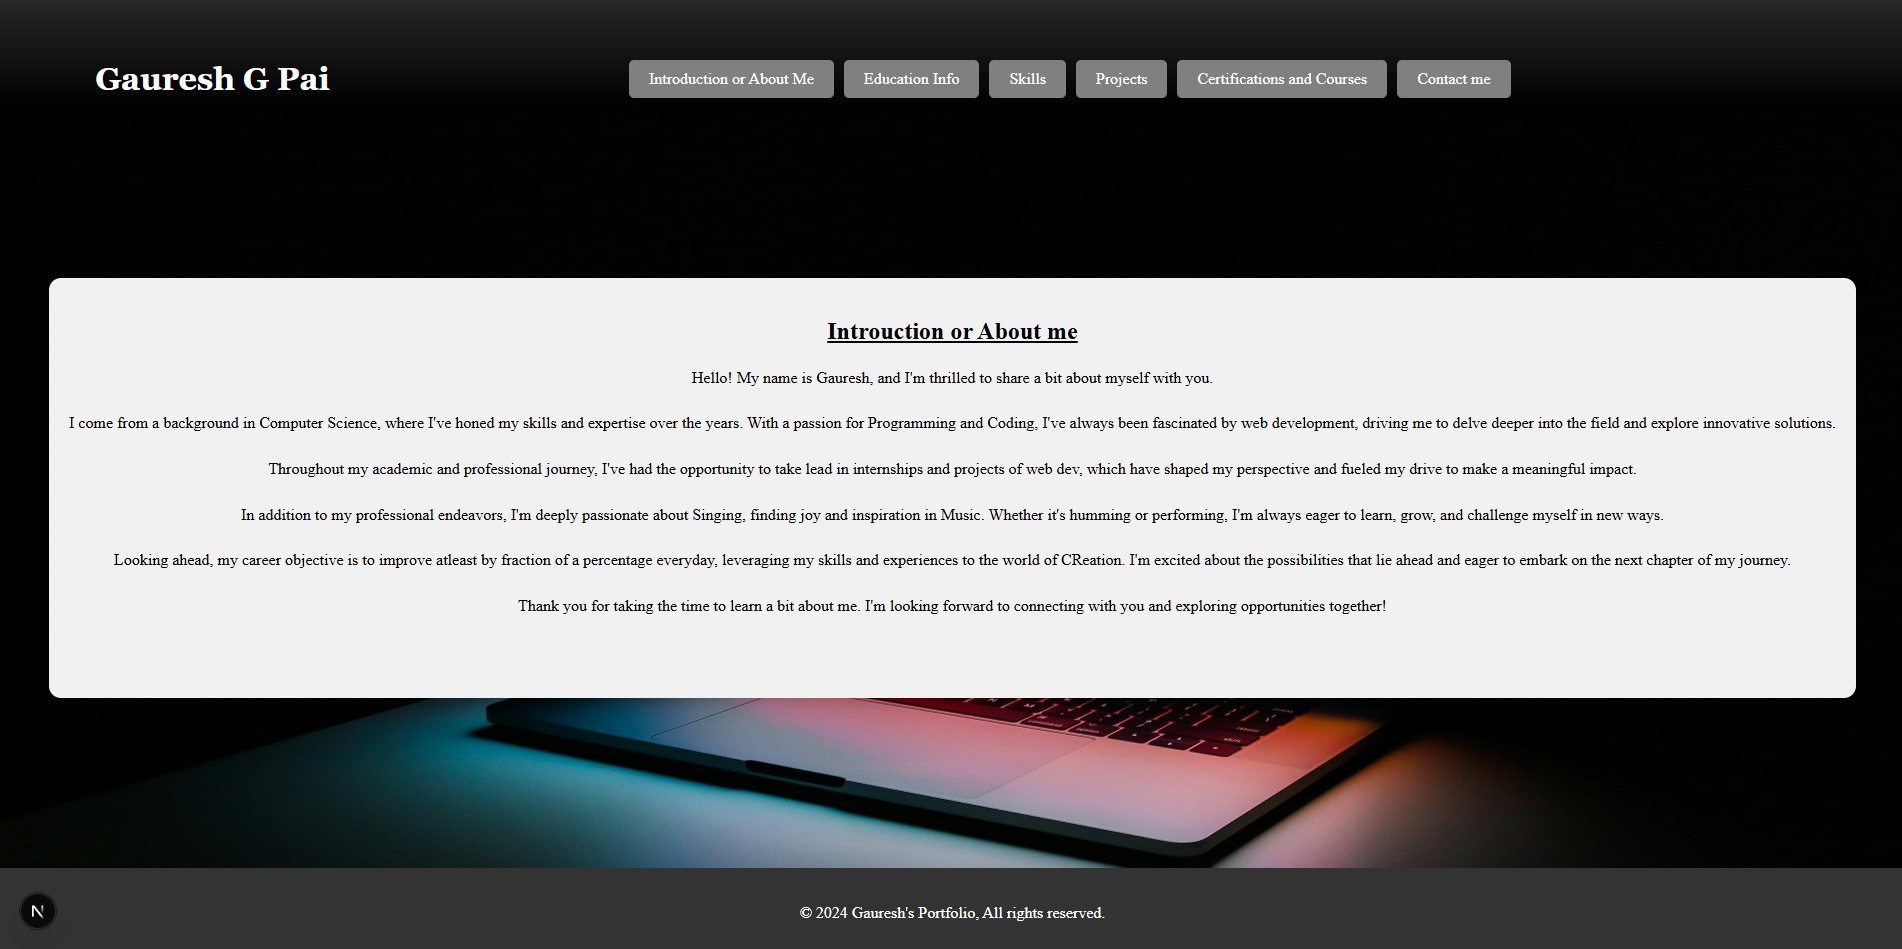 Gauresh G Pai
Introduction or About Me
Education Info
Skills
Projects
Certifications and Courses
Contact me
Introuction or About me
Hello! My name is Gauresh, and I'm thrilled to share a bit about myself with you.
I come from a background in Computer Science, where I've honed my skills and expertise over the years. With a passion for Programming and Coding, I've always been fascinated by web development, driving me to delve deeper into the field and explore innovative solutions.
Throughout my academic and professional journey, I've had the opportunity to take lead in internships and projects of web dev, which have shaped my perspective and fueled my drive to make a meaningful impact.
In addition to my professional endeavors, I'm deeply passionate about Singing, finding joy and inspiration in Music. Whether it's humming or performing, I'm always eager to learn, grow, and challenge myself in new ways.
Looking ahead, my career objective is to improve atleast by fraction of a percentage everyday, leveraging my skills and experiences to the world of CReation. I'm excited about the possibilities that lie ahead and eager to embark on the next chapter of my journey.
Thank you for taking the time to learn a bit about me. I'm looking forward to connecting with you and exploring opportunities together!
N
© 2024 Gauresh's Portfolio, All rights reserved.